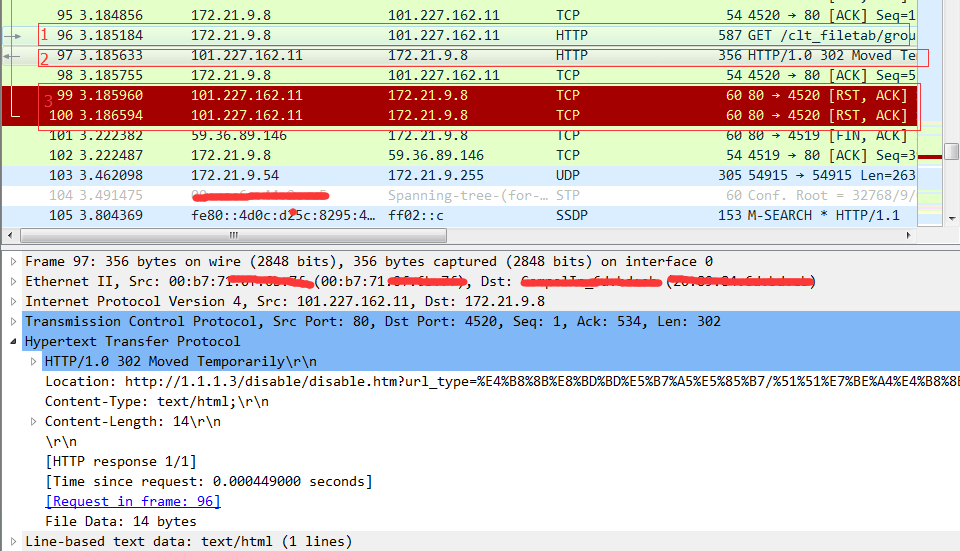 95 3.184856 172.21.9.8 101.227.162.11 TCP 54 4520 → 80 [ACK] Seq=1
1 96 3.185184 172.21.9.8 101.227.162.11 HTTP 587 GET /clt_filetab/grou
2 97 3.185633 101.227.162.11 172.21.9.8 HTTP 356 HTTP/1.0 302 Moved Te
98 3.185755 172.21.9.8 101.227.162.11 TCP 54 4520 → 80 [ACK] Seq=5
3 99 3.185960 101.227.162.11 172.21.9.8 TCP 60 80 → 4520 [RST, ACK]
100 3.186594 101.227.162.11 172.21.9.8 TCP 60 80 → 4520 [RST, ACK]
101 3.222382 59.36.89.146 172.21.9.8 TCP 60 80 → 4519 [FIN, ACK]
102 3.222487 172.21.9.8 59.36.89.146 TCP 54 4519 → 80 [ACK] Seq=3
103 3.462098 172.21.9.54 172.21.9.255 UDP 305 54915 → 54915 Len=263
104 3.491475 Spanning-tree-(for-… STP 60 Conf. Root = 32768/9/
105 3.804369 fe80::4d0c:d25c:8295:4… ff02::c SSDP 153 M-SEARCH * HTTP/1.1
Frame 97: 356 bytes on wire (2848 bits), 356 bytes captured (2848 bits) on interface 0
Ethernet II, Src: 00:b7:71: (00:b7:71: ), Dst:
Internet Protocol Version 4, Src: 101.227.162.11, Dst: 172.21.9.8
Transmission Control Protocol, Src Port: 80, Dst Port: 4520, Seq: 1, Ack: 534, Len: 302
Hypertext Transfer Protocol
HTTP/1.0 302 Moved Temporarily\r\n
Location: http://1.1.1.3/disable/disable.htm?url_type=%E4%B8%8B%E8%BD%BD%E5%B7%A5%E5%85%B7/%51%51%E7%BE%A4%E4%B8%8B
Content-Type: text/html;\r\n
Content-Length: 14\r\n
\r\n
[HTTP response 1/1]
[Time since request: 0.000449000 seconds]
[Request in frame: 96]
File Data: 14 bytes
Line-based text data: text/html (1 lines)